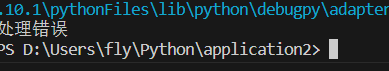 .10.1\pythonFiles\lib\python\debugpy\adapter
处理错误
PS D:\Users\fly\Python\application2>